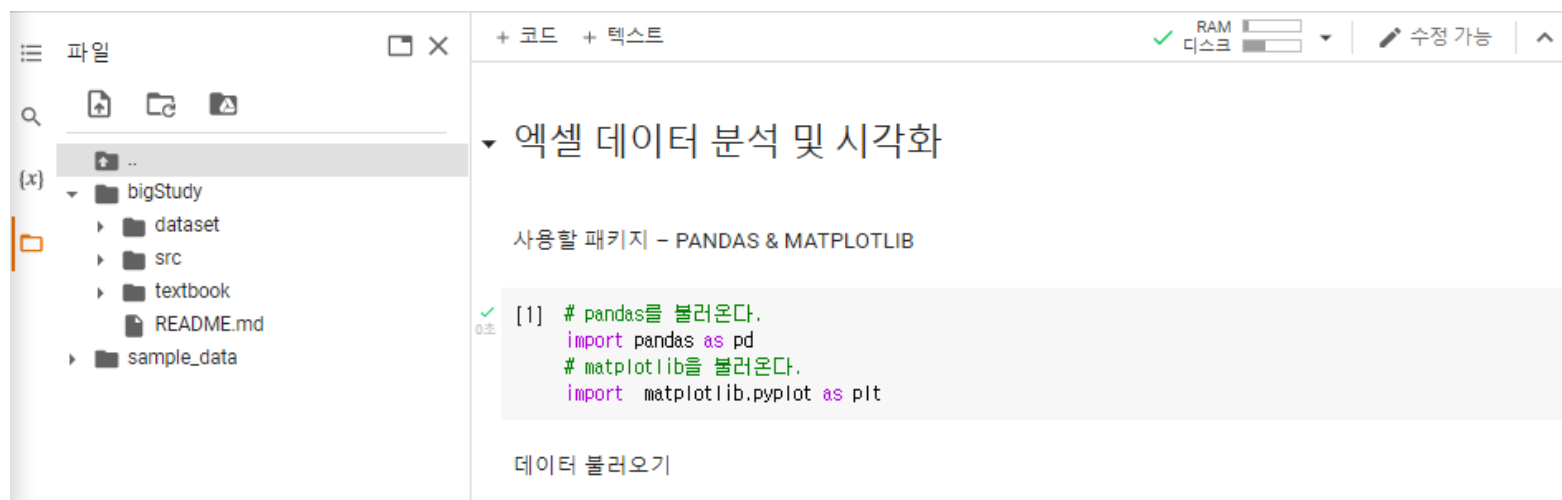 파일
+ 코드 + 텍스트
RAM
디스크
수정 가능
{x}
..
bigStudy
dataset
src
textbook
README.md
sample_data
엑셀 데이터 분석 및 시각화
사용할 패키지 – PANDAS & MATPLOTLIB
[1] # pandas를 불러온다.
0초
import pandas as pd
# matplotlib을 불러온다.
import  matplotlib.pyplot as plt
데이터 불러오기